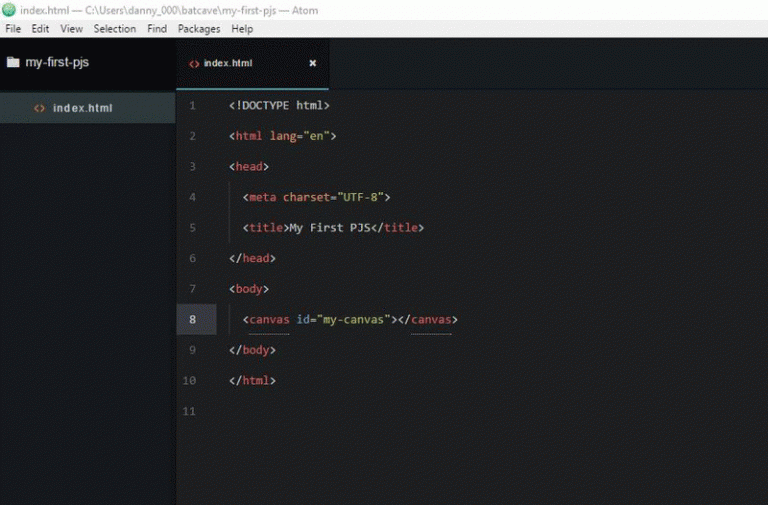 index.html — C:\Users\danny_000\batcave\my-first-pjs — Atom
File Edit View Selection Find Packages Help
my-first-pjs
index.html
index.html ×
1 <!DOCTYPE html>
2 <html lang="en">
3 <head>
4 <meta charset="UTF-8">
5 <title>My First PJS</title>
6 </head>
7 <body>
8 <canvas id="my-canvas"></canvas>
9 </body>
10 </html>
11